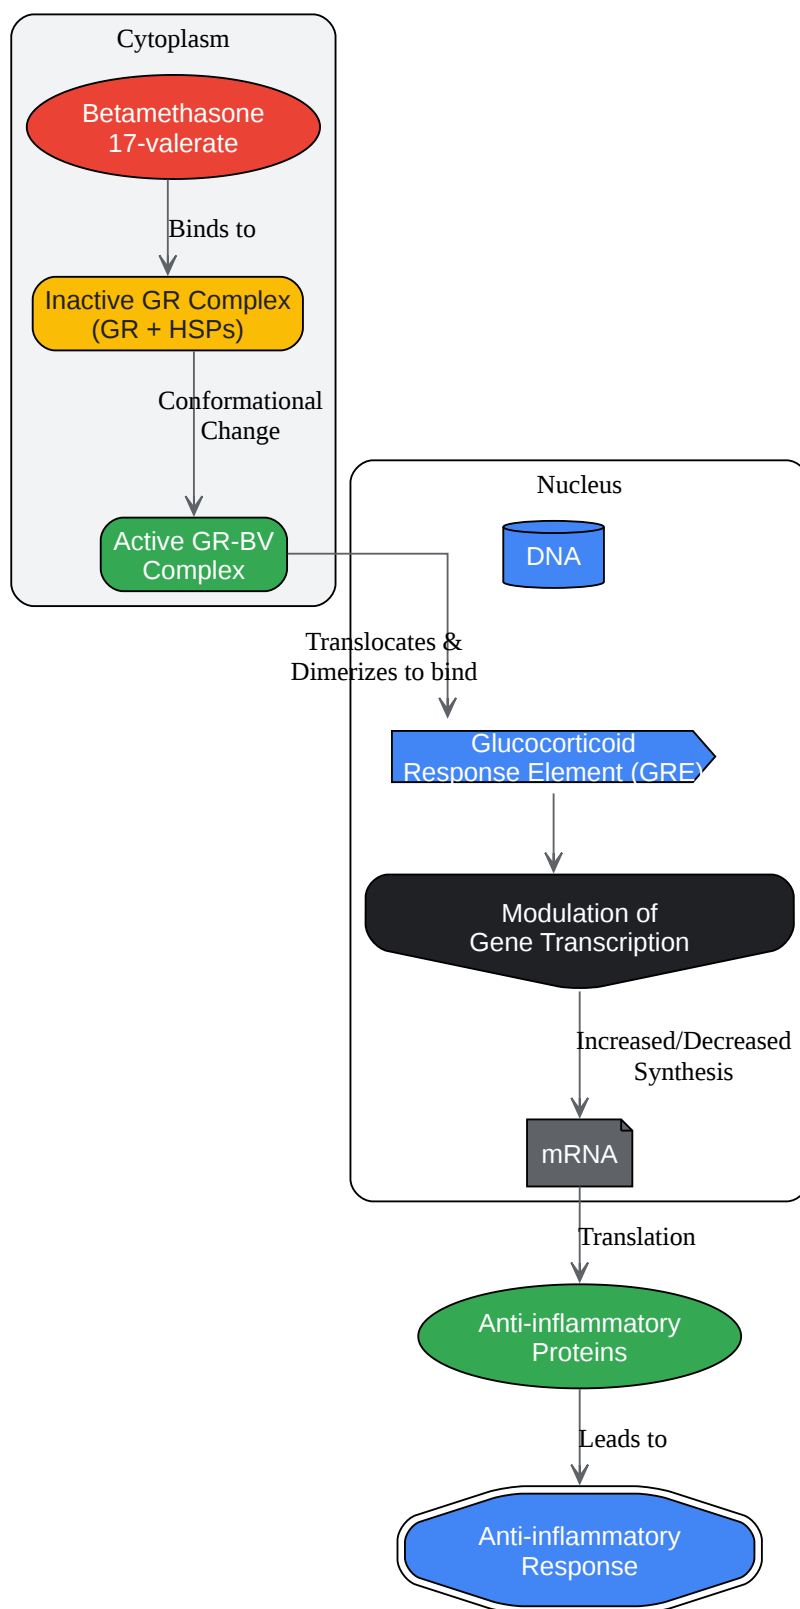 Cytoplasm
Betamethasone
17-valerate
Binds to
Inactive GR Complex
(GR + HSPs)
Conformational
Change
Active GR-BV
Complex
Nucleus
DNA
Translocates &
Dimerizes to bind
Glucocorticoid
Response Element (GRE)
Modulation of
Gene Transcription
Increased/Decreased
Synthesis
mRNA
Translation
Anti-inflammatory
Proteins
Leads to
Anti-inflammatory
Response